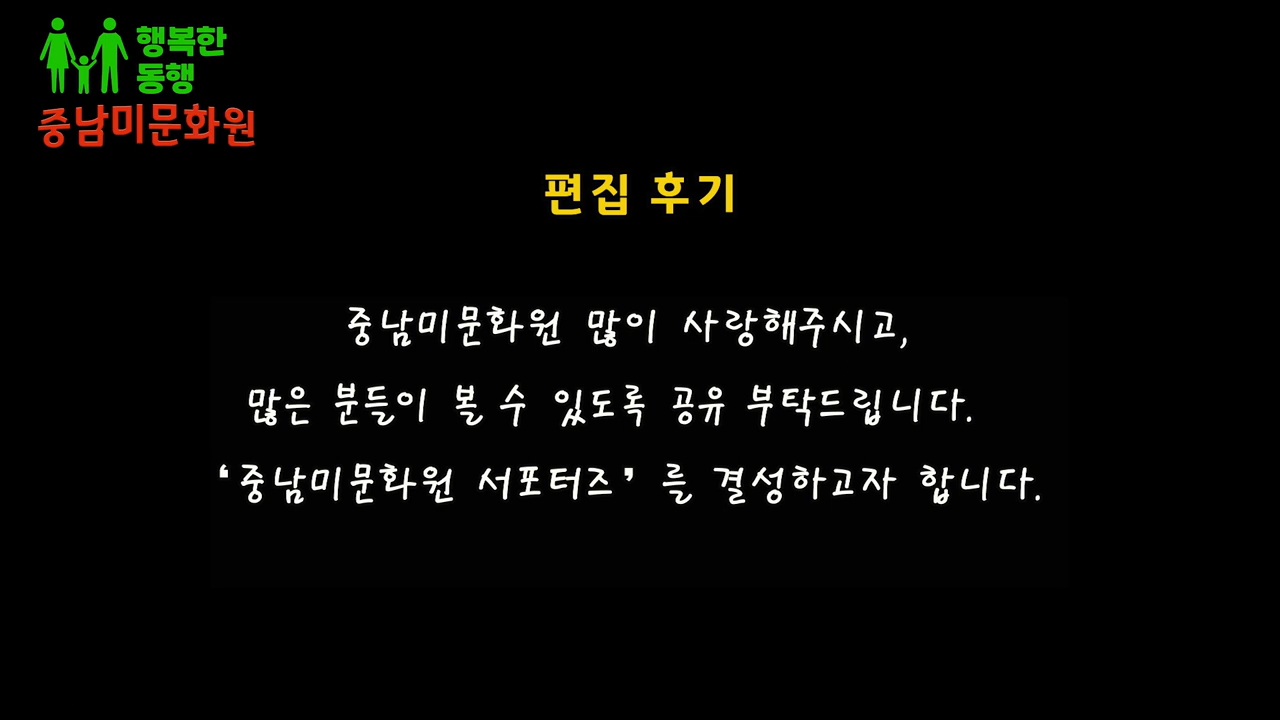 행복한
동행
중남미문화원
편집 후기
중남미문화원 많이 사랑해주시고,
많은 분들이 볼 수 있도록 공유 부탁드립니다.
‘중남미문화원 서포터즈’ 를 결성하고자 합니다.